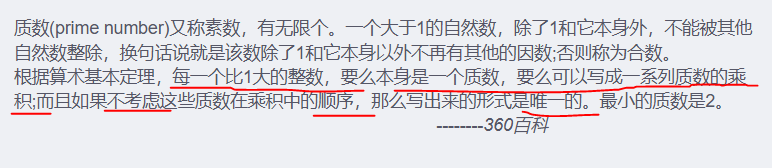 质数(prime number)又称素数，有无限个。一个大于1的自然数，除了1和它本身外，不能被其他
自然数整除，换句话说就是该数除了1和它本身以外不再有其他的因数;否则称为合数。
根据算术基本定理，每一个比1大的整数，要么本身是一个质数，要么可以写成一系列质数的乘
积;而且如果不考虑这些质数在乘积中的顺序，那么写出来的形式是唯一的。最小的质数是2。
--------360百科